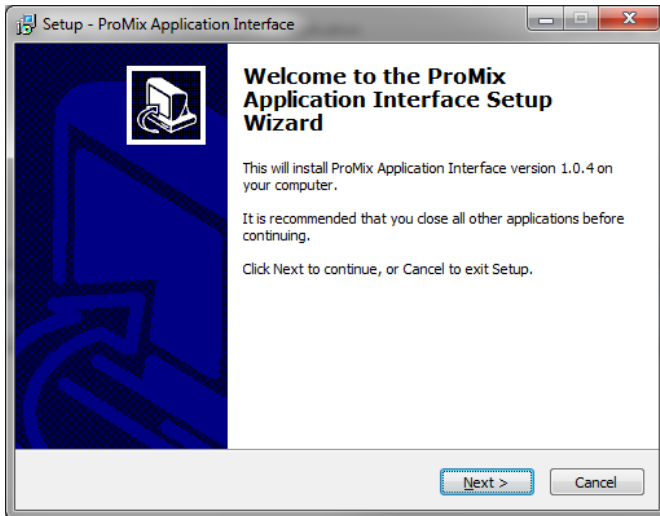 Setup - ProMix Application Interface
Welcome to the ProMix
Application Interface Setup
Wizard
This will install ProMix Application Interface version 1.0.4 on
your computer.
It is recommended that you close all other applications before
continuing.
Click Next to continue, or Cancel to exit Setup.
Next >
Cancel